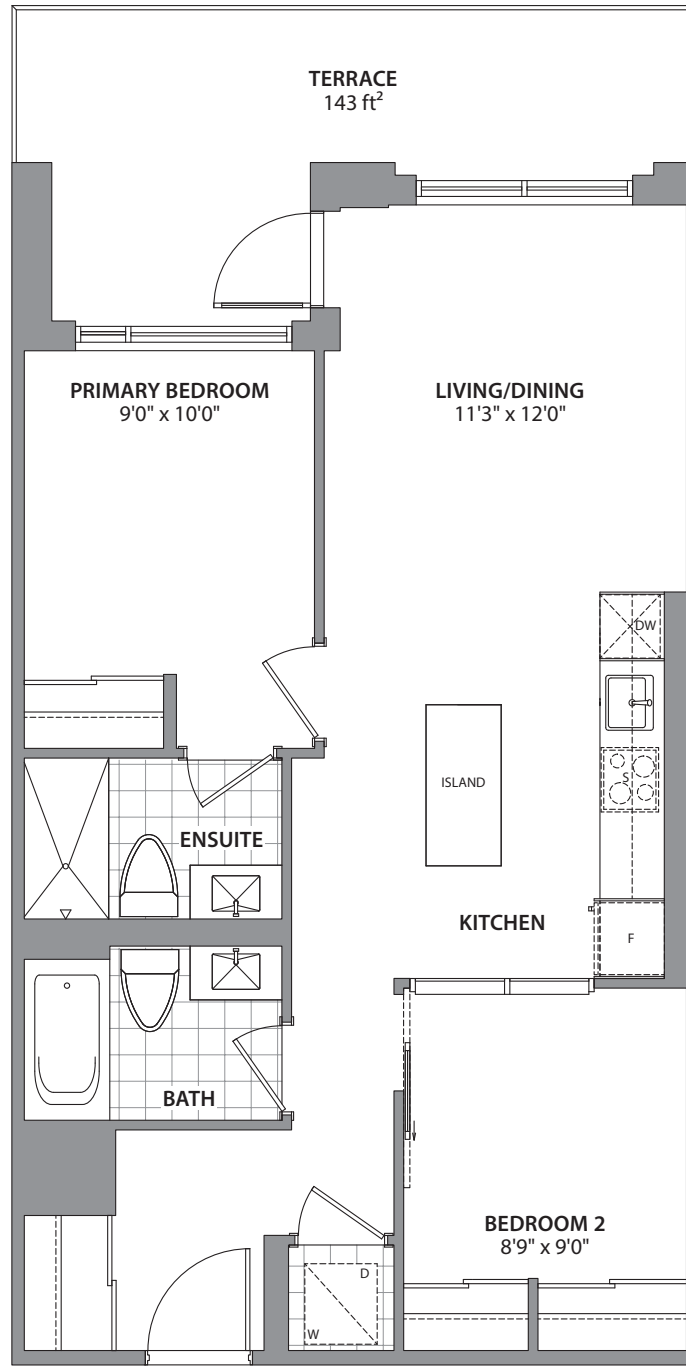 TERRACE
143 ft²
PRIMARY BEDROOM
9'0" x 10'0"
LIVING/DINING
11'3" x 12'0"
DW
S
ISLAND
ENSUITE
KITCHEN
F
BATH
BEDROOM 2
8'9" x 9'0"
D
W